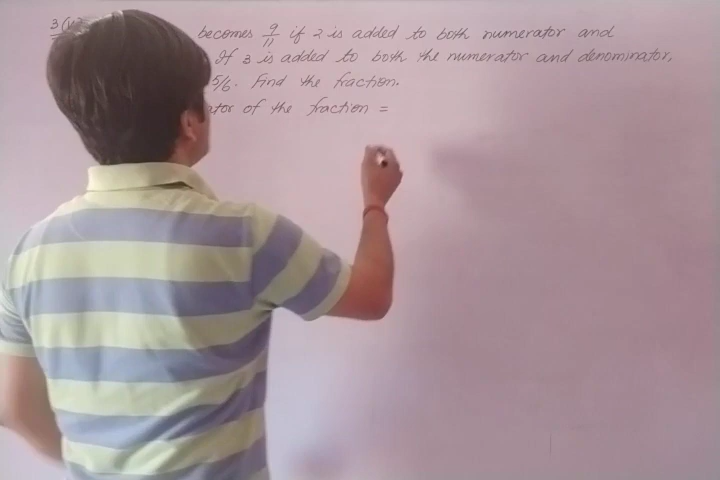 3(v) becomes 9/11 if 2 is added to both numerator and
If 3 is added to both the numerator and denominator,
5/6. Find the fraction.
ator of the fraction =